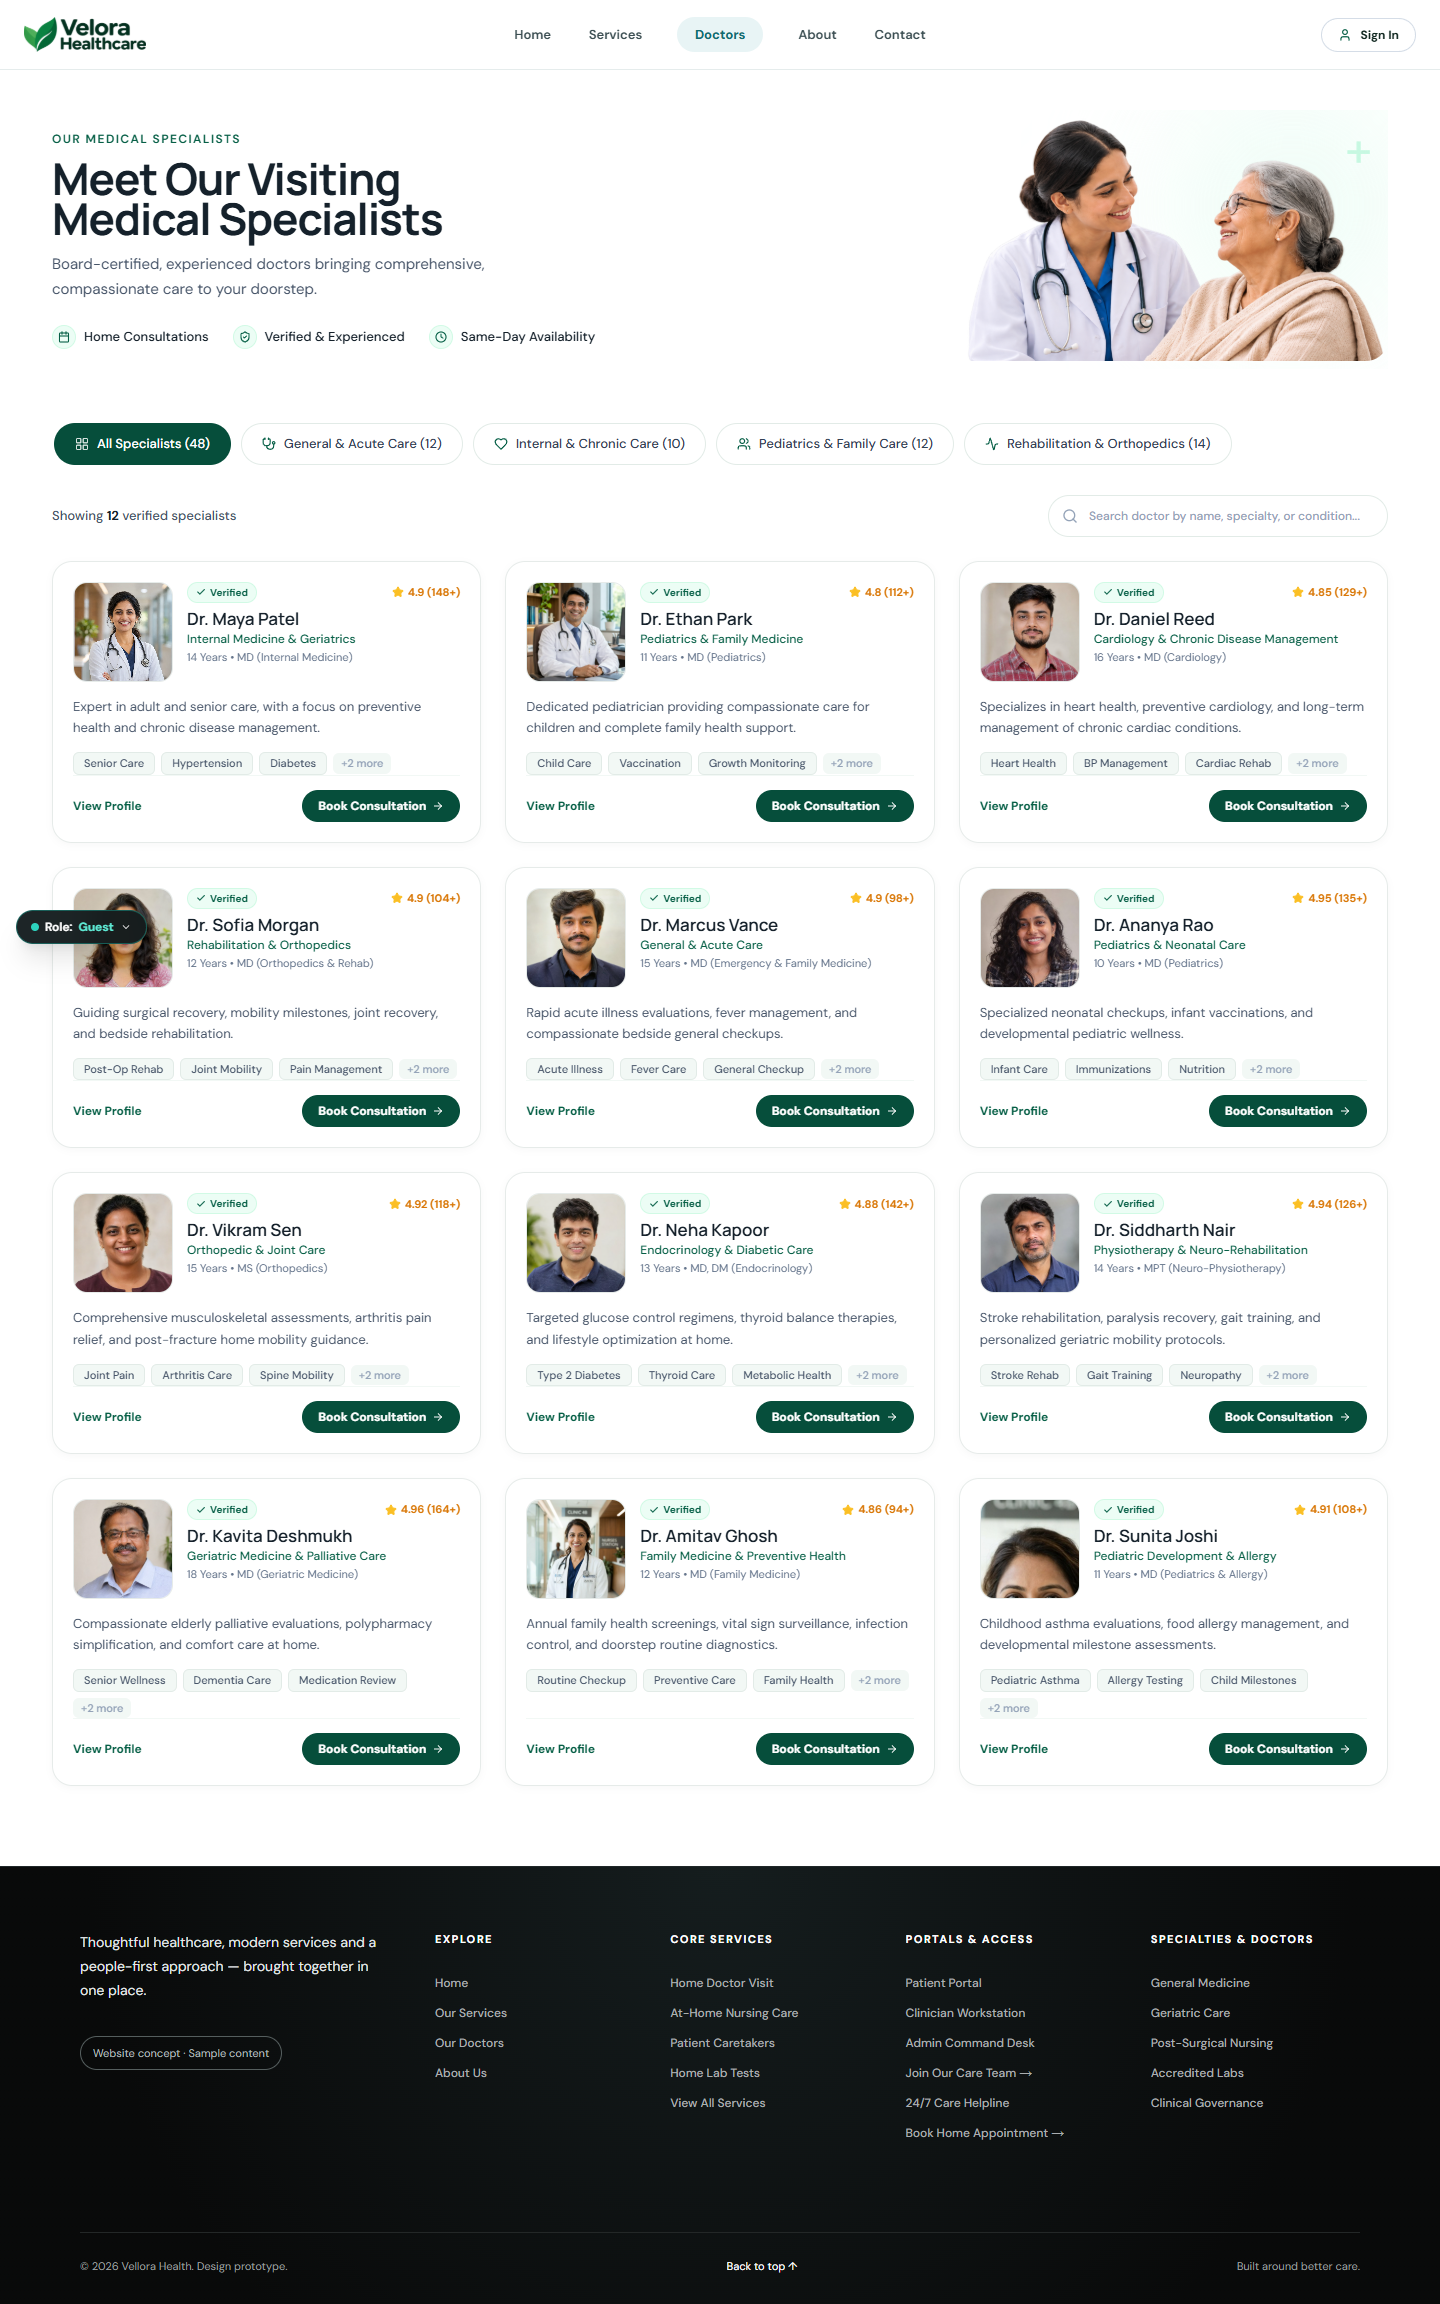 Velora
Healthcare
Home
Services
Doctors
About
Contact
Sign In
OUR MEDICAL SPECIALISTS
Meet Our Visiting
Medical Specialists
Board-certified, experienced doctors bringing comprehensive,
compassionate care to your doorstep.
Home Consultations
Verified & Experienced
Same-Day Availability
All Specialists (48)
General & Acute Care (12)
Internal & Chronic Care (10)
Pediatrics & Family Care (12)
Rehabilitation & Orthopedics (14)
Showing 12 verified specialists
Search doctor by name, specialty, or condition...
Verified
4.9 (148+)
Dr. Maya Patel
Internal Medicine & Geriatrics
14 Years • MD (Internal Medicine)
Expert in adult and senior care, with a focus on preventive
health and chronic disease management.
Senior Care
Hypertension
Diabetes
+2 more
View Profile
Book Consultation →
Verified
4.8 (112+)
Dr. Ethan Park
Pediatrics & Family Medicine
11 Years • MD (Pediatrics)
Dedicated pediatrician providing compassionate care for
children and complete family health support.
Child Care
Vaccination
Growth Monitoring
+2 more
View Profile
Book Consultation →
Verified
4.85 (129+)
Dr. Daniel Reed
Cardiology & Chronic Disease Management
16 Years • MD (Cardiology)
Specializes in heart health, preventive cardiology, and long-term
management of chronic cardiac conditions.
Heart Health
BP Management
Cardiac Rehab
+2 more
View Profile
Book Consultation →
Role: Guest
Verified
4.9 (104+)
Dr. Sofia Morgan
Rehabilitation & Orthopedics
12 Years • MD (Orthopedics & Rehab)
Guiding surgical recovery, mobility milestones, joint recovery,
and bedside rehabilitation.
Post-Op Rehab
Joint Mobility
Pain Management
+2 more
View Profile
Book Consultation →
Verified
4.9 (98+)
Dr. Marcus Vance
General & Acute Care
15 Years • MD (Emergency & Family Medicine)
Rapid acute illness evaluations, fever management, and
compassionate bedside general checkups.
Acute Illness
Fever Care
General Checkup
+2 more
View Profile
Book Consultation →
Verified
4.95 (135+)
Dr. Ananya Rao
Pediatrics & Neonatal Care
10 Years • MD (Pediatrics)
Specialized neonatal checkups, infant vaccinations, and
developmental pediatric wellness.
Infant Care
Immunizations
Nutrition
+2 more
View Profile
Book Consultation →
Verified
4.92 (118+)
Dr. Vikram Sen
Orthopedic & Joint Care
15 Years • MS (Orthopedics)
Comprehensive musculoskeletal assessments, arthritis pain
relief, and post-fracture home mobility guidance.
Joint Pain
Arthritis Care
Spine Mobility
+2 more
View Profile
Book Consultation →
Verified
4.88 (142+)
Dr. Neha Kapoor
Endocrinology & Diabetic Care
13 Years • MD, DM (Endocrinology)
Targeted glucose control regimens, thyroid balance therapies,
and lifestyle optimization at home.
Type 2 Diabetes
Thyroid Care
Metabolic Health
+2 more
View Profile
Book Consultation →
Verified
4.94 (126+)
Dr. Siddharth Nair
Physiotherapy & Neuro-Rehabilitation
14 Years • MPT (Neuro-Physiotherapy)
Stroke rehabilitation, paralysis recovery, gait training, and
personalized geriatric mobility protocols.
Stroke Rehab
Gait Training
Neuropathy
+2 more
View Profile
Book Consultation →
Verified
4.96 (164+)
Dr. Kavita Deshmukh
Geriatric Medicine & Palliative Care
18 Years • MD (Geriatric Medicine)
Compassionate elderly palliative evaluations, polypharmacy
simplification, and comfort care at home.
Senior Wellness
Dementia Care
Medication Review
+2 more
View Profile
Book Consultation →
Verified
4.86 (94+)
Dr. Amitav Ghosh
Family Medicine & Preventive Health
12 Years • MD (Family Medicine)
Annual family health screenings, vital sign surveillance, infection
control, and doorstep routine diagnostics.
Routine Checkup
Preventive Care
Family Health
+2 more
View Profile
Book Consultation →
Verified
4.91 (108+)
Dr. Sunita Joshi
Pediatric Development & Allergy
11 Years • MD (Pediatrics & Allergy)
Childhood asthma evaluations, food allergy management, and
developmental milestone assessments.
Pediatric Asthma
Allergy Testing
Child Milestones
+2 more
View Profile
Book Consultation →
Thoughtful healthcare, modern services and a
people-first approach — brought together in
one place.
Website concept · Sample content
EXPLORE
Home
Our Services
Our Doctors
About Us
CORE SERVICES
Home Doctor Visit
At-Home Nursing Care
Patient Caretakers
Home Lab Tests
View All Services
PORTALS & ACCESS
Patient Portal
Clinician Workstation
Admin Command Desk
Join Our Care Team →
24/7 Care Helpline
Book Home Appointment →
SPECIALTIES & DOCTORS
General Medicine
Geriatric Care
Post-Surgical Nursing
Accredited Labs
Clinical Governance
© 2026 Vellora Health. Design prototype.
Back to top ↑
Built around better care.